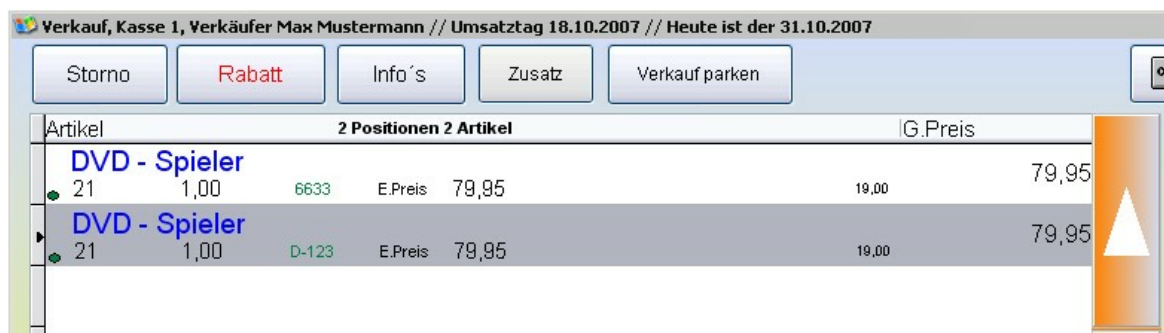 Verkauf, Kasse 1, Verkäufer Max Mustermann // Umsatztag 18.10.2007 // Heute ist der 31.10.2007
Storno Rabatt Info´s Zusatz Verkauf parken
Artikel 2 Positionen 2 Artikel G.Preis
DVD - Spieler 79,95
21 1,00 6633 E.Preis 79,95 19,00
DVD - Spieler 79,95
21 1,00 D-123 E.Preis 79,95 19,00